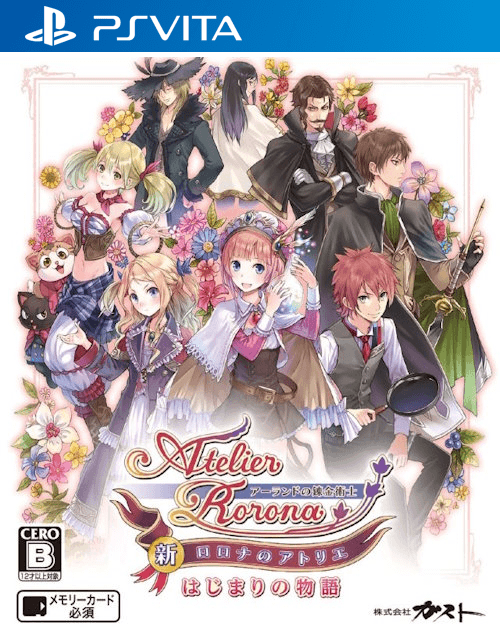 PSVITA
Atelier
アーランドの錬金術士
Rorona
新
ロロナのアトリエ
はじまりの物語
CERO
B
12才以上対象
メモリーカード
必須
株式会社ガスト